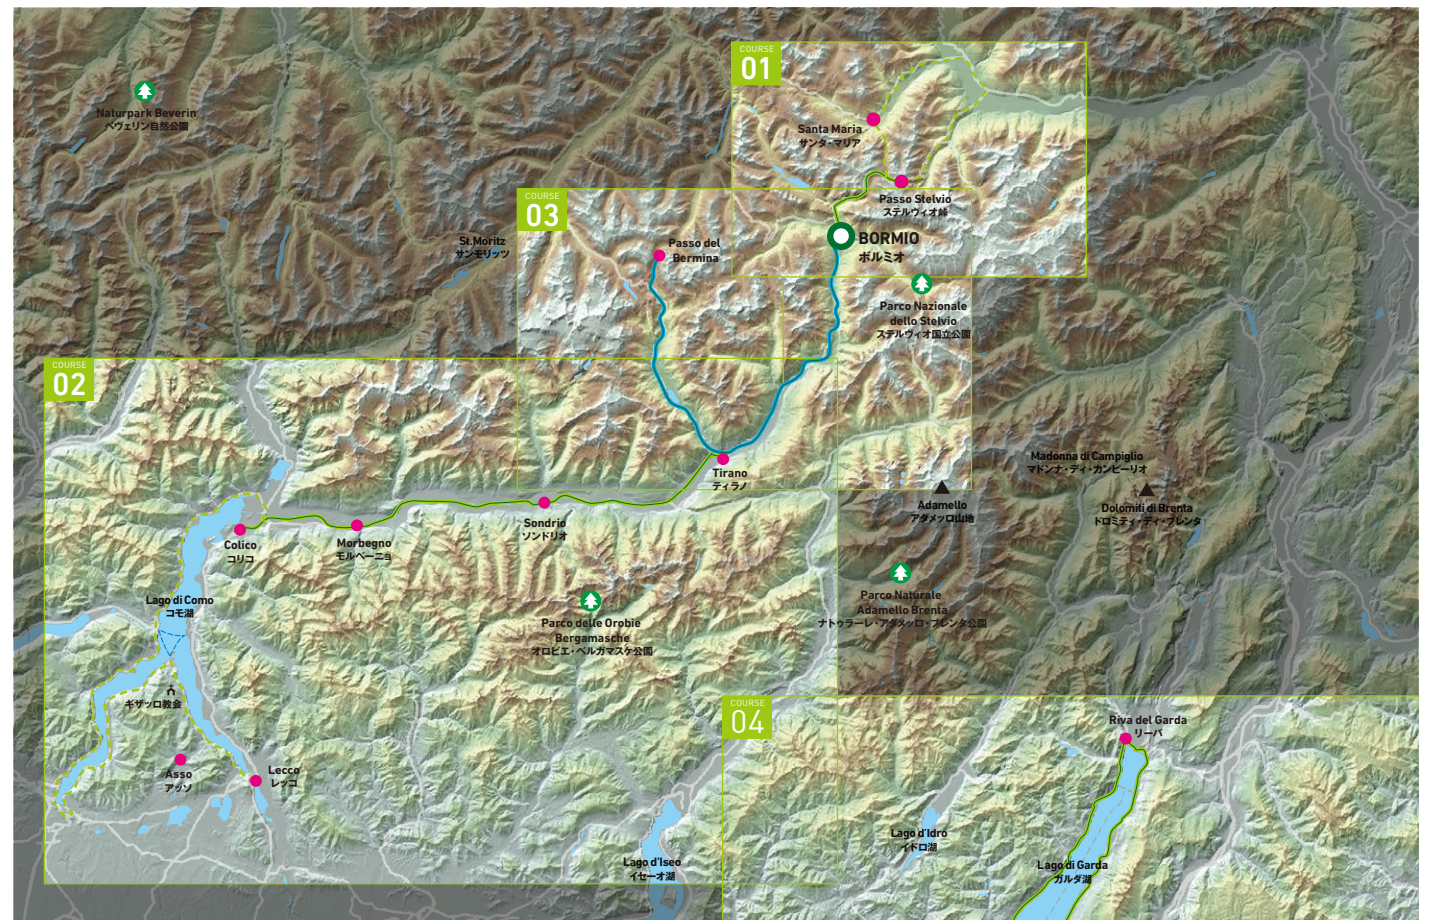 COURSE
01
Naturpark Beverin
ベヴェリン自然公園
Santa Maria
サンタ・マリア
Passo Stelvio
ステルヴィオ峠
COURSE
03
BORMIO
ボルミオ
St.Moritz
サンモリッツ
Passo del
Bermina
Parco Nazionale
dello Stelvio
ステルヴィオ国立公園
COURSE
02
Tirano
ティラノ
Madonna di Campiglio
マドンナ・ディ・カンピーリオ
Adamello
アダメッロ山地
Dolomiti di Brenta
ドロミティ・ディ・ブレンタ
Sondrio
ソンドリオ
Morbegno
モルベーニョ
Colico
コリコ
Lago di Como
コモ湖
Parco delle Orobie
Bergamasche
オロビエ・ベルガマスケ公園
Parco Naturale
Adamello Brenta
ナトゥラーレ・アダメッロ・ブレンタ公園
ギザッロ教会
COURSE
04
Riva del Garda
リーバ
Asso
アッソ
Lecco
レッコ
Lago d'Idro
イドロ湖
Lago d'Iseo
イセーオ湖
Lago di Garda
ガルダ湖